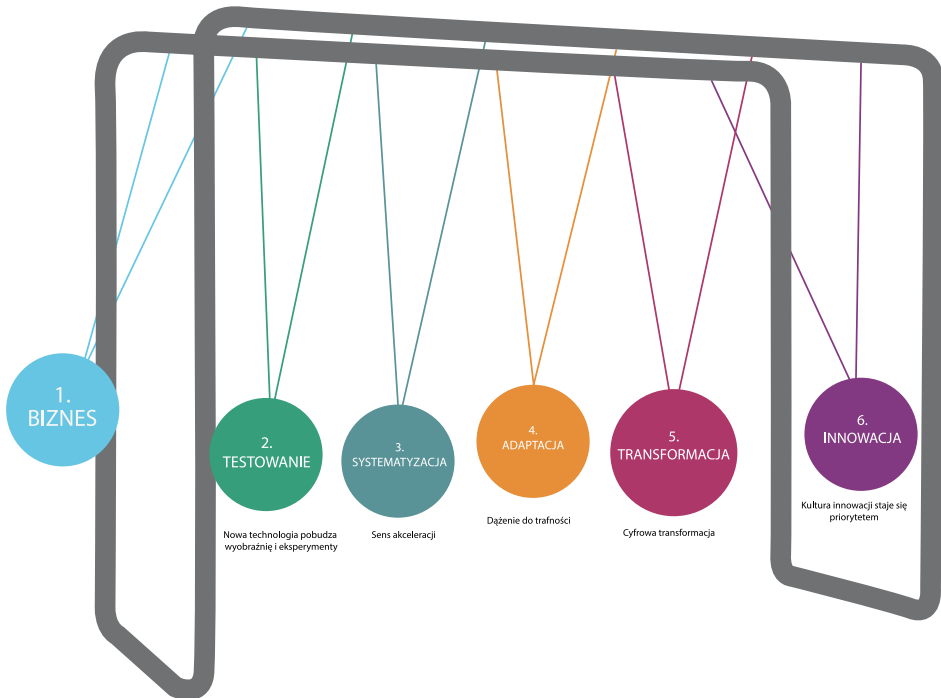 1.
BIZNES
2.
TESTOWANIE
Nowa technologia pobudza
wyobraźnię i eksperymenty
3.
SYSTEMATYZACJA
Sens akceleracji
4.
ADAPTACJA
Dążenie do trafności
5.
TRANSFORMACJA
Cyfrowa transformacja
6.
INNOWACJA
Kultura innowacji staje się
priorytetem